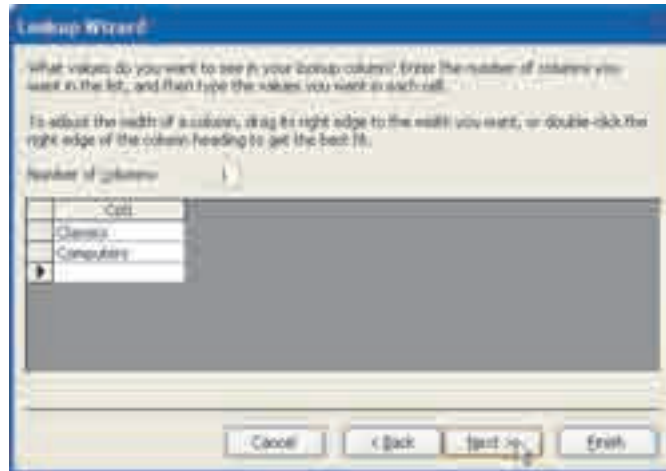 Lookup Wizard
What values do you want to see in your lookup column? Enter the number of columns you
want in the list, and then type the values you want in each cell.
To adjust the width of a column, drag its right edge to the width you want, or double-click the
right edge of the column heading to get the best fit.
Number of columns: 1
Col1
Classics
Computers
Cancel
< Back
Next >
Finish